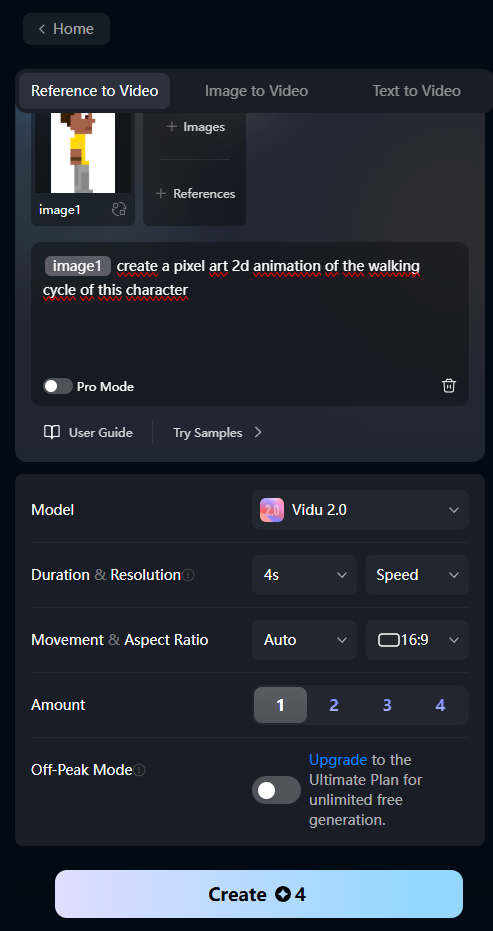 Home
Reference to Video
Image to Video
Text to Video
+ Images
+ References
image1
image1 create a pixel art 2d animation of the walking
cycle of this character
Pro Mode
User Guide
Try Samples
Model
2.0 Vidu 2.0
Duration & Resolution
4s
Speed
Movement & Aspect Ratio
Auto
16:9
Amount
1
2
3
4
Off-Peak Mode
Upgrade to the
Ultimate Plan for
unlimited free
generation.
Create 4